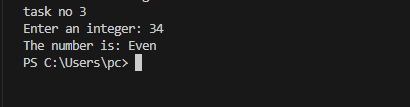 task no 3
Enter an integer: 34
The number is: Even
PS C:\Users\pc>